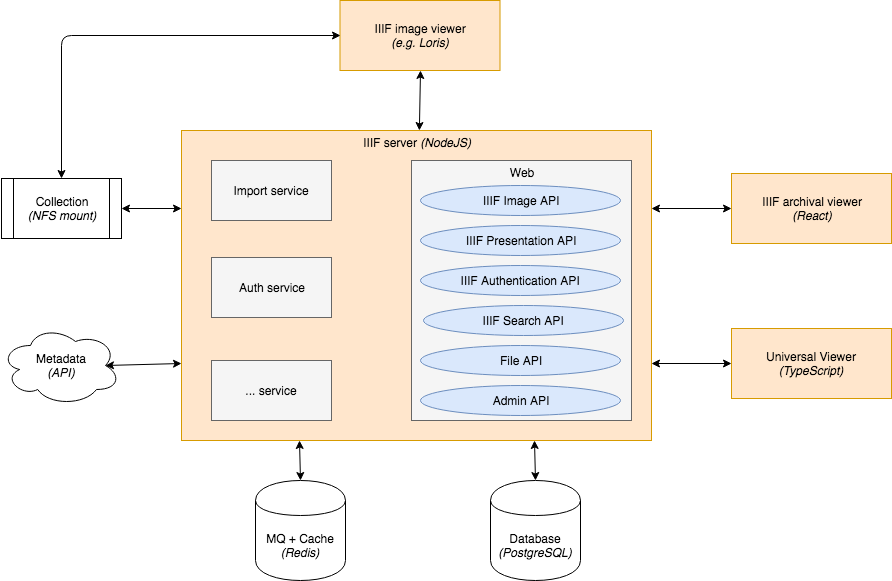 IIIF image viewer
(e.g. Loris)
IIIF server (NodeJS)
Collection
(NFS mount)
Metadata
(API)
Import service
Auth service
... service
Web
IIIF Image API
IIIF Presentation API
IIIF Authentication API
IIIF Search API
File API
Admin API
IIIF archival viewer
(React)
Universal Viewer
(TypeScript)
MQ + Cache
(Redis)
Database
(PostgreSQL)